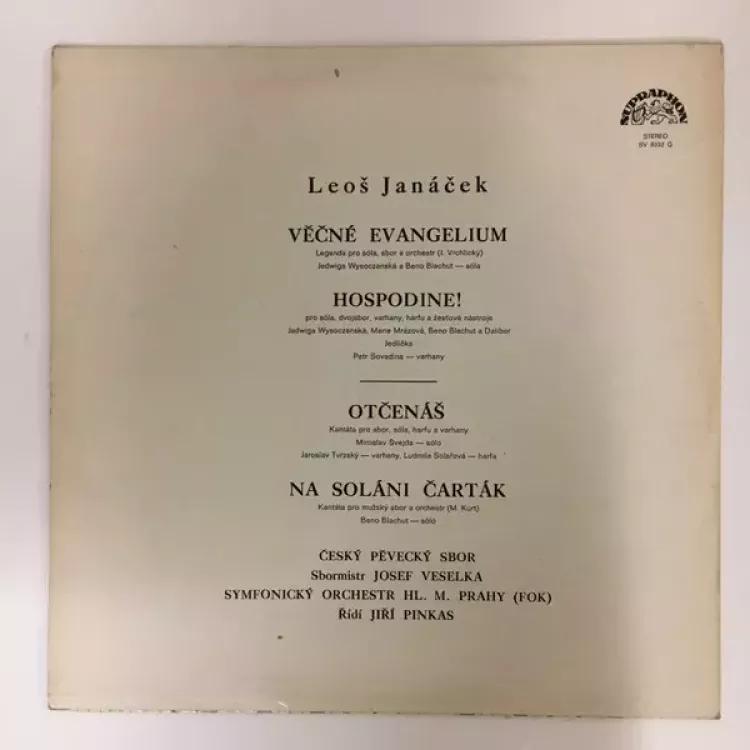 SUPRAPHON
STEREO
SV 8332 G
Leoš Janáček
VĚČNÉ EVANGELIUM
Legenda pro sóla, sbor a orchestr (J. Vrchlický)
Jedwiga Wysoczanská a Beno Blachut — sóla
HOSPODINE!
pro sóla, dvojsbor, varhany, harfu a žesťové nástroje
Jadwiga Wysoczanská, Marie Mrázová, Beno Blachut a Dalibor
Jedlička
Petr Sovadina — varhany
OTČENÁŠ
Kantáta pro sbor, sólo, harfu a varhany
Miroslav Švejda — sólo
Jaroslav Tvrzský — varhany, Ludmila Solařová — harfa
NA SOLÁNI ČARTÁK
Kantáta pro mužský sbor a orchestr (M. Kurt)
Beno Blachut — sólo
ČESKÝ PĚVECKÝ SBOR
Sbormistr JOSEF VESELKA
SYMFONICKÝ ORCHESTR HL. M. PRAHY (FOK)
Řídí JIŘÍ PINKAS